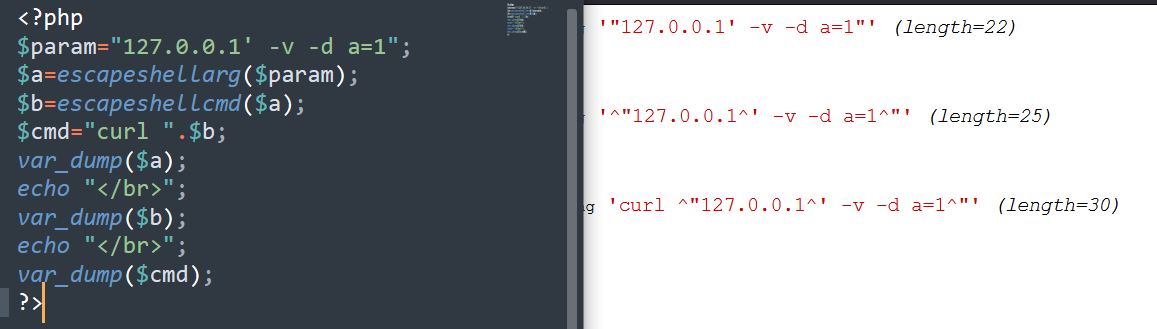 <?php
$param="127.0.0.1' -v -d a=1";
$a=escapeshellarg($param);
$b=escapeshellcmd($a);
$cmd="curl ".$b;
var_dump($a);
echo "</br>";
var_dump($b);
echo "</br>";
var_dump($cmd);
?>
'"127.0.0.1' -v -d a=1"' (length=22)
'^"127.0.0.1^' -v -d a=1^"' (length=25)
'curl ^"127.0.0.1^' -v -d a=1^"' (length=30)